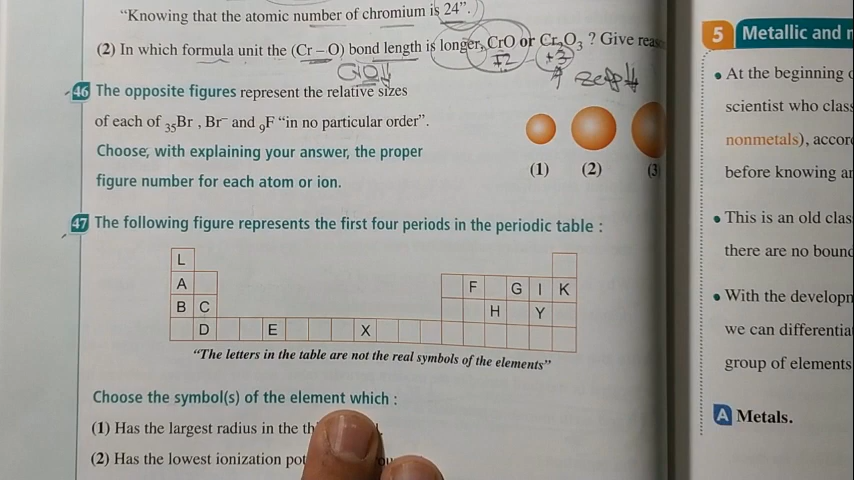 "Knowing that the atomic number of chromium is 24".
(2) In which formula unit the (Cr – O) bond length is longer, CrO or Cr₂O₃ ? Give
+2
+3
46 The opposite figures represent the relative sizes
of each of ₃₅Br , Br⁻ and ₉F "in no particular order".
Choose, with explaining your answer, the proper
figure number for each atom or ion.
(1) (2) (3
47 The following figure represents the first four periods in the periodic table :
L
A F G I K
B C H Y
D E X
"The letters in the table are not the real symbols of the elements"
Choose the symbol(s) of the element which :
(1) Has the largest radius in the
(2) Has the lowest ionization
5 Metallic and
• At the beginning
scientist who class
nonmetals), accor
before knowing
• This is an old clas
there are no boun
• With the developm
we can differentia
group of elements
A Metals.